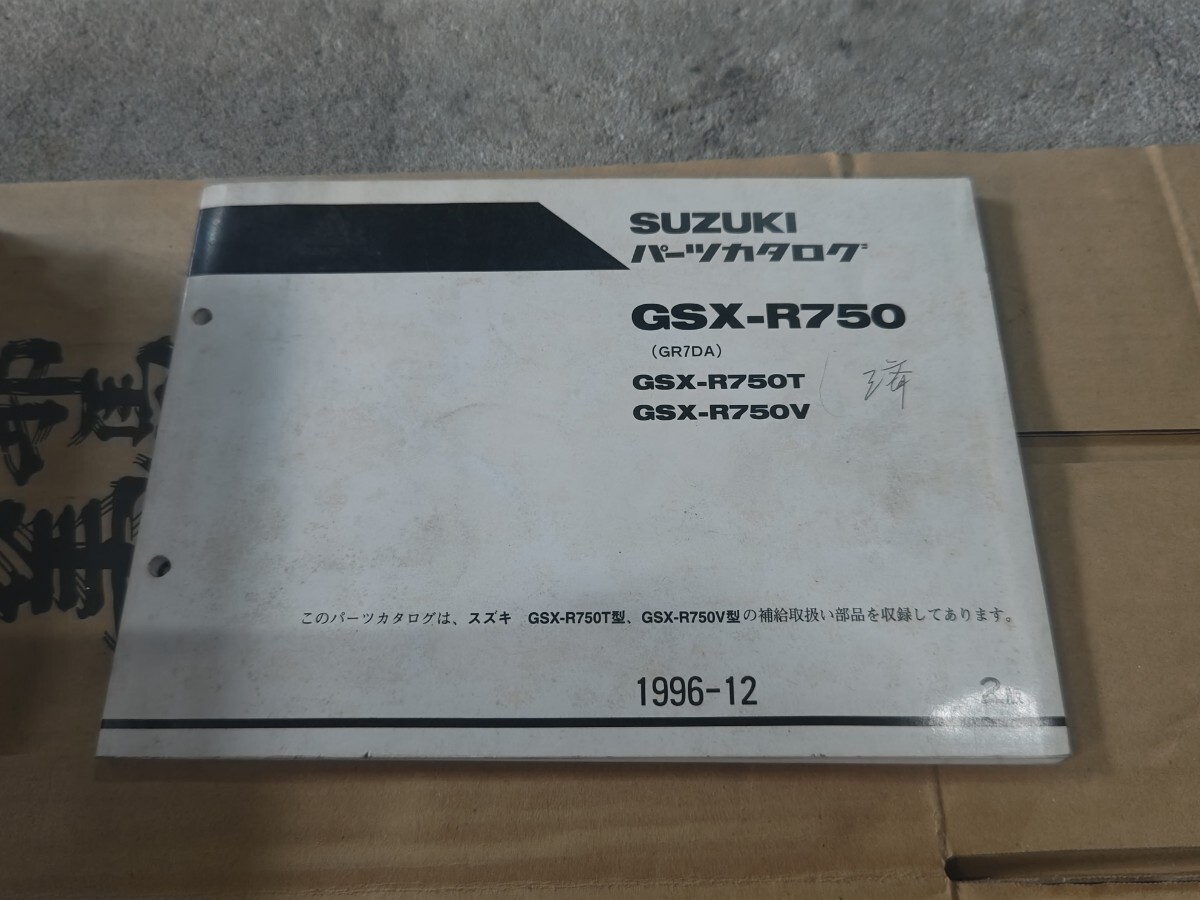 SUZUKI
パーツカタログ
GSX-R750
(GR7DA)
GSX-R750T
GSX-R750V
済
このパーツカタログは、スズキ GSX-R750T型、GSX-R750V型の補給取扱い部品を収録してあります。
1996-12
2版